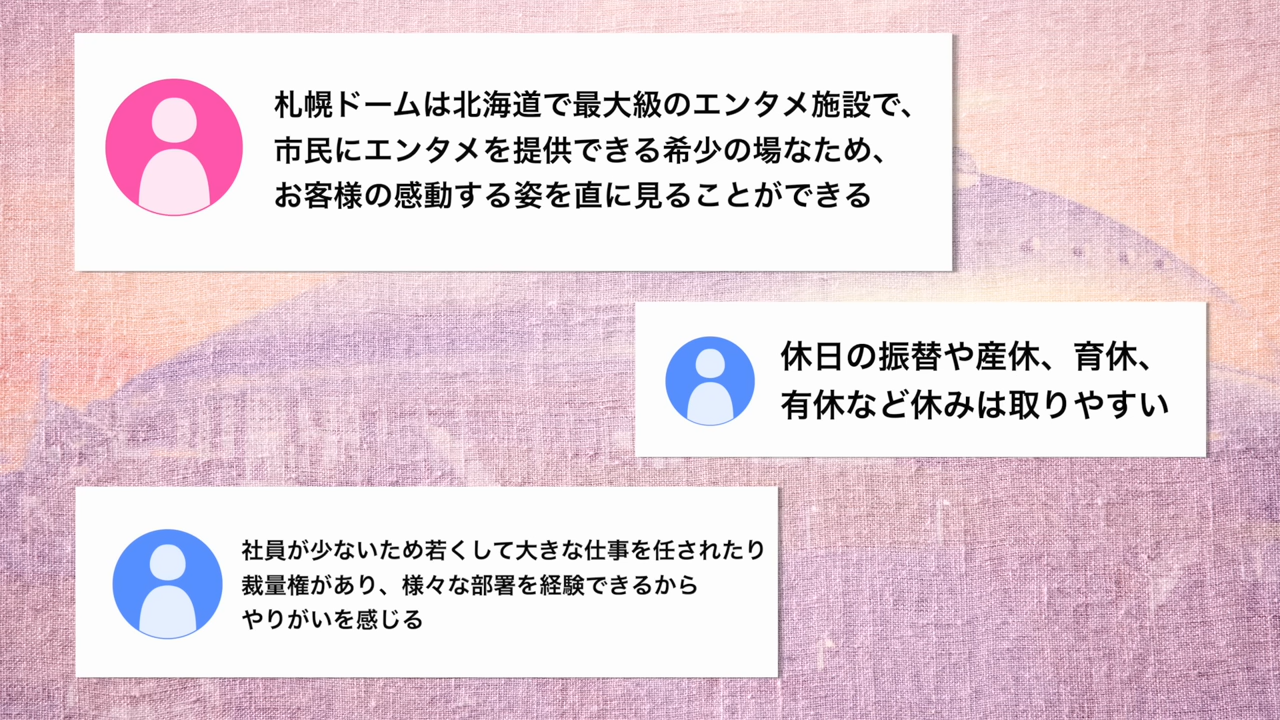 札幌ドームは北海道で最大級のエンタメ施設で、
市民にエンタメを提供できる希少の場なため、
お客様の感動する姿を直に見ることができる
休日の振替や産休、育休、
有休など休みは取りやすい
社員が少ないため若くして大きな仕事を任されたり
裁量権があり、様々な部署を経験できるから
やりがいを感じる